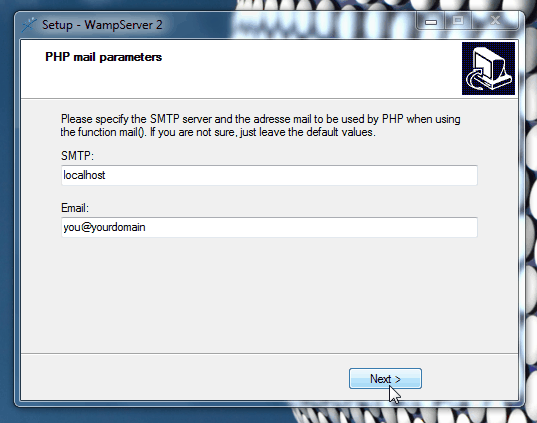 Setup - WampServer 2
PHP mail parameters
Please specify the SMTP server and the adresse mail to be used by PHP when using
the function mail(). If you are not sure, just leave the default values.
SMTP:
localhost
Email:
you@yourdomain
Next >